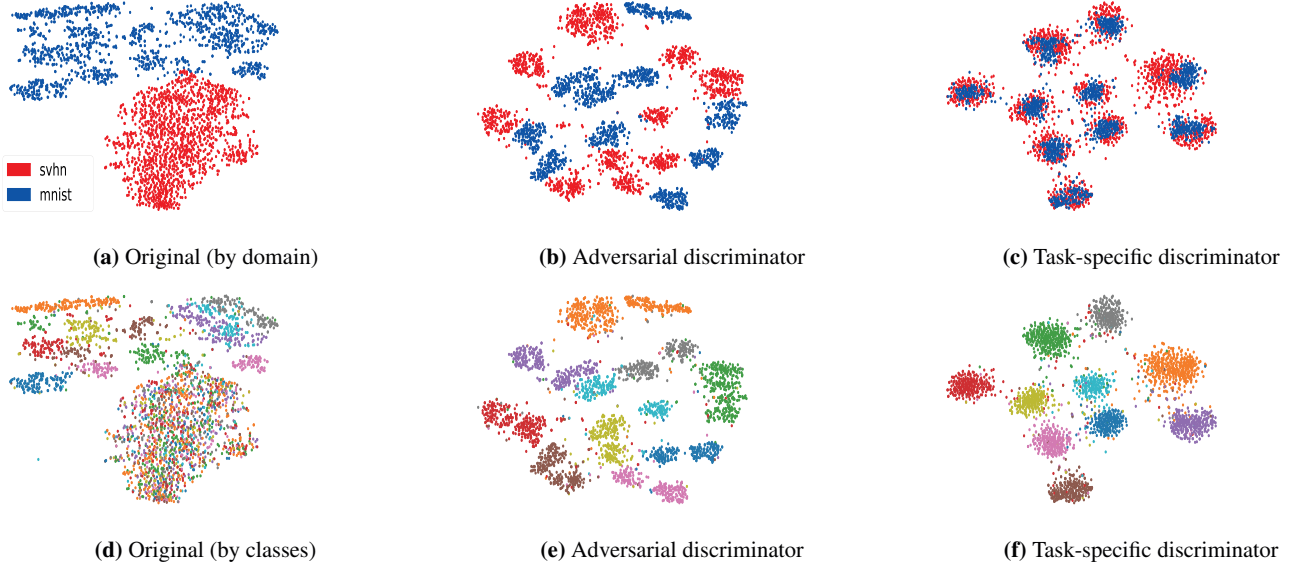 svhn
mnist
(a) Original (by domain)
(b) Adversarial discriminator
(c) Task-specific discriminator
(d) Original (by classes)
(e) Adversarial discriminator
(f) Task-specific discriminator